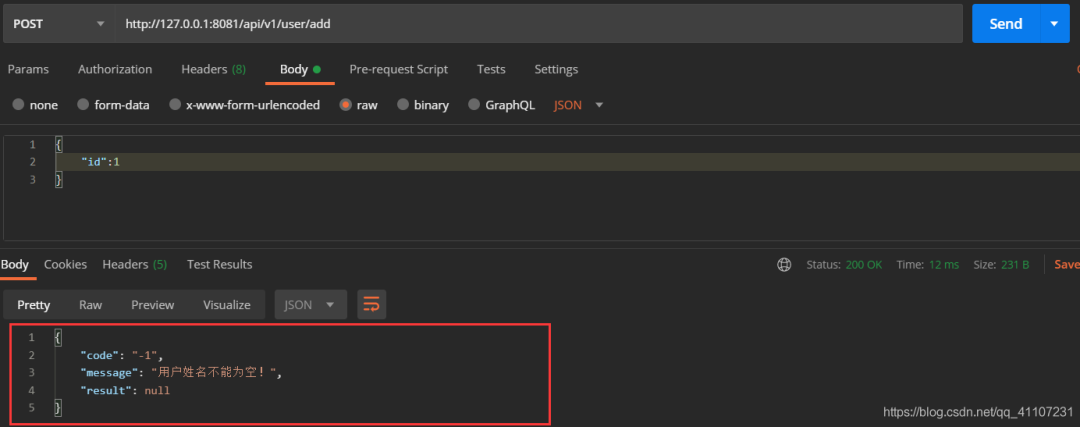 POST http://127.0.0.1:8081/api/v1/user/add Send
Params Authorization Headers (8) Body Pre-request Script Tests Settings
none form-data x-www-form-urlencoded raw binary GraphQL JSON
1 {
2 "id":1
3 }
Body Cookies Headers (5) Test Results Status: 200 OK Time: 12 ms Size: 231 B Save
Pretty Raw Preview Visualize JSON
1 {
2 "code": "-1",
3 "message": "用户姓名不能为空！",
4 "result": null
5 }
https://blog.csdn.net/qq_41107231